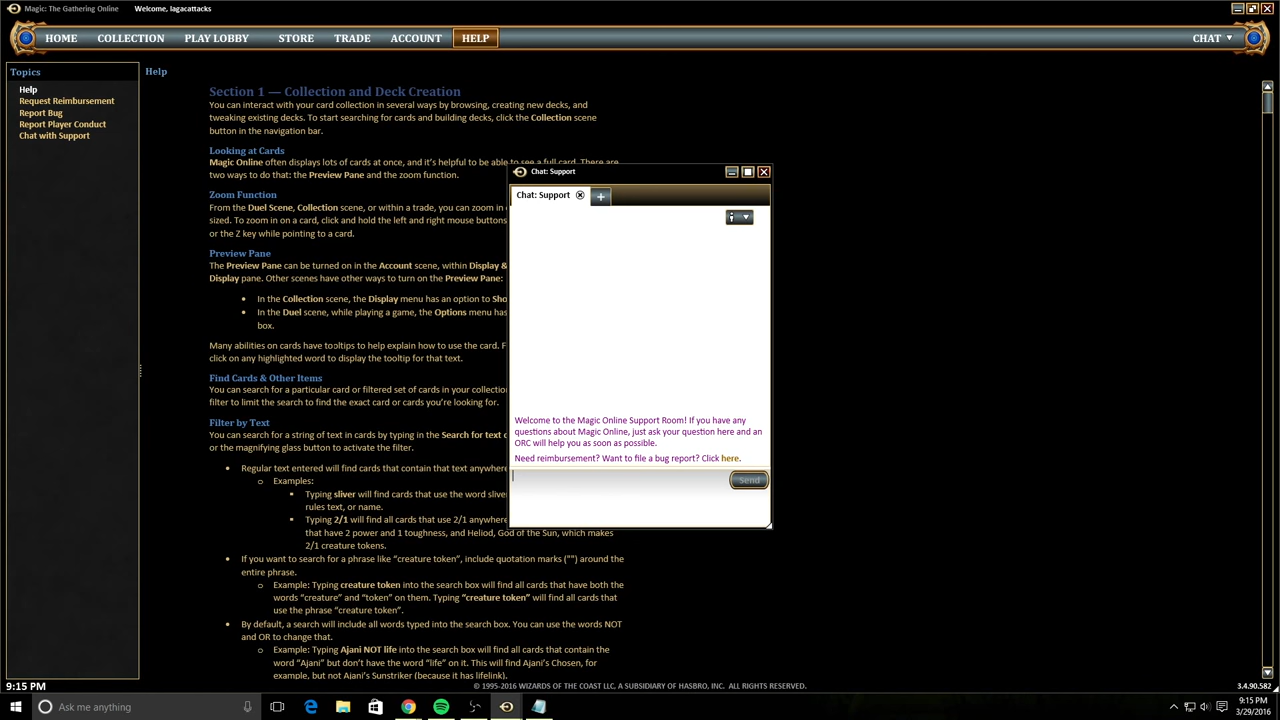 Magic: The Gathering Online
Welcome, lagacattacks
HOME COLLECTION PLAY LOBBY STORE TRADE ACCOUNT HELP CHAT
Topics
Help
Request Reimbursement
Report Bug
Report Player Conduct
Chat with Support
Help
Section 1 — Collection and Deck Creation
You can interact with your card collection in several ways by browsing, creating new decks, and
tweaking existing decks. To start searching for cards and building decks, click the Collection scene
button in the navigation bar.
Looking at Cards
Magic Online often displays lots of cards at once, and it's helpful to be able to see a full card. There are
two ways to do that: the Preview Pane and the zoom function.
Zoom Function
From the Duel Scene, Collection scene, or within a trade, you can zoom in
sized. To zoom in on a card, click and hold the left and right mouse buttons
or the Z key while pointing to a card.
Preview Pane
The Preview Pane can be turned on in the Account scene, within Display &
Display pane. Other scenes have other ways to turn on the Preview Pane:
• In the Collection scene, the Display menu has an option to Sho
• In the Duel scene, while playing a game, the Options menu has
box.
Many abilities on cards have tooltips to help explain how to use the card. F
click on any highlighted word to display the tooltip for that text.
Find Cards & Other Items
You can search for a particular card or filtered set of cards in your collection
filter to limit the search to find the exact card or cards you're looking for.
Filter by Text
You can search for a string of text in cards by typing in the Search for text
or the magnifying glass button to activate the filter.
• Regular text entered will find cards that contain that text anywhere
o Examples:
▪ Typing sliver will find cards that use the word sliver
rules text, or name.
▪ Typing 2/1 will find all cards that use 2/1 anywhere
that have 2 power and 1 toughness, and Heliod, God of the Sun, which makes
2/1 creature tokens.
• If you want to search for a phrase like “creature token”, include quotation marks ("") around the
entire phrase.
o Example: Typing creature token into the search box will find all cards that have both the
words “creature” and “token” on them. Typing “creature token” will find all cards that
use the phrase “creature token”.
• By default, a search will include all words typed into the search box. You can use the words NOT
and OR to change that.
o Example: Typing Ajani NOT life into the search box will find all cards that contain the
word “Ajani” but don’t have the word “life” on it. This will find Ajani’s Chosen, for
example, but not Ajani’s Sunstriker (because it has lifelink).
Chat: Support
Chat: Support
Welcome to the Magic Online Support Room! If you have any
questions about Magic Online, just ask your question here and an
ORC will help you as soon as possible.
Need reimbursement? Want to file a bug report? Click here.
Send
9:15 PM
© 1995-2016 WIZARDS OF THE COAST LLC, A SUBSIDIARY OF HASBRO, INC. ALL RIGHTS RESERVED.
3.4.90.582
Ask me anything
9:15 PM
3/29/2016